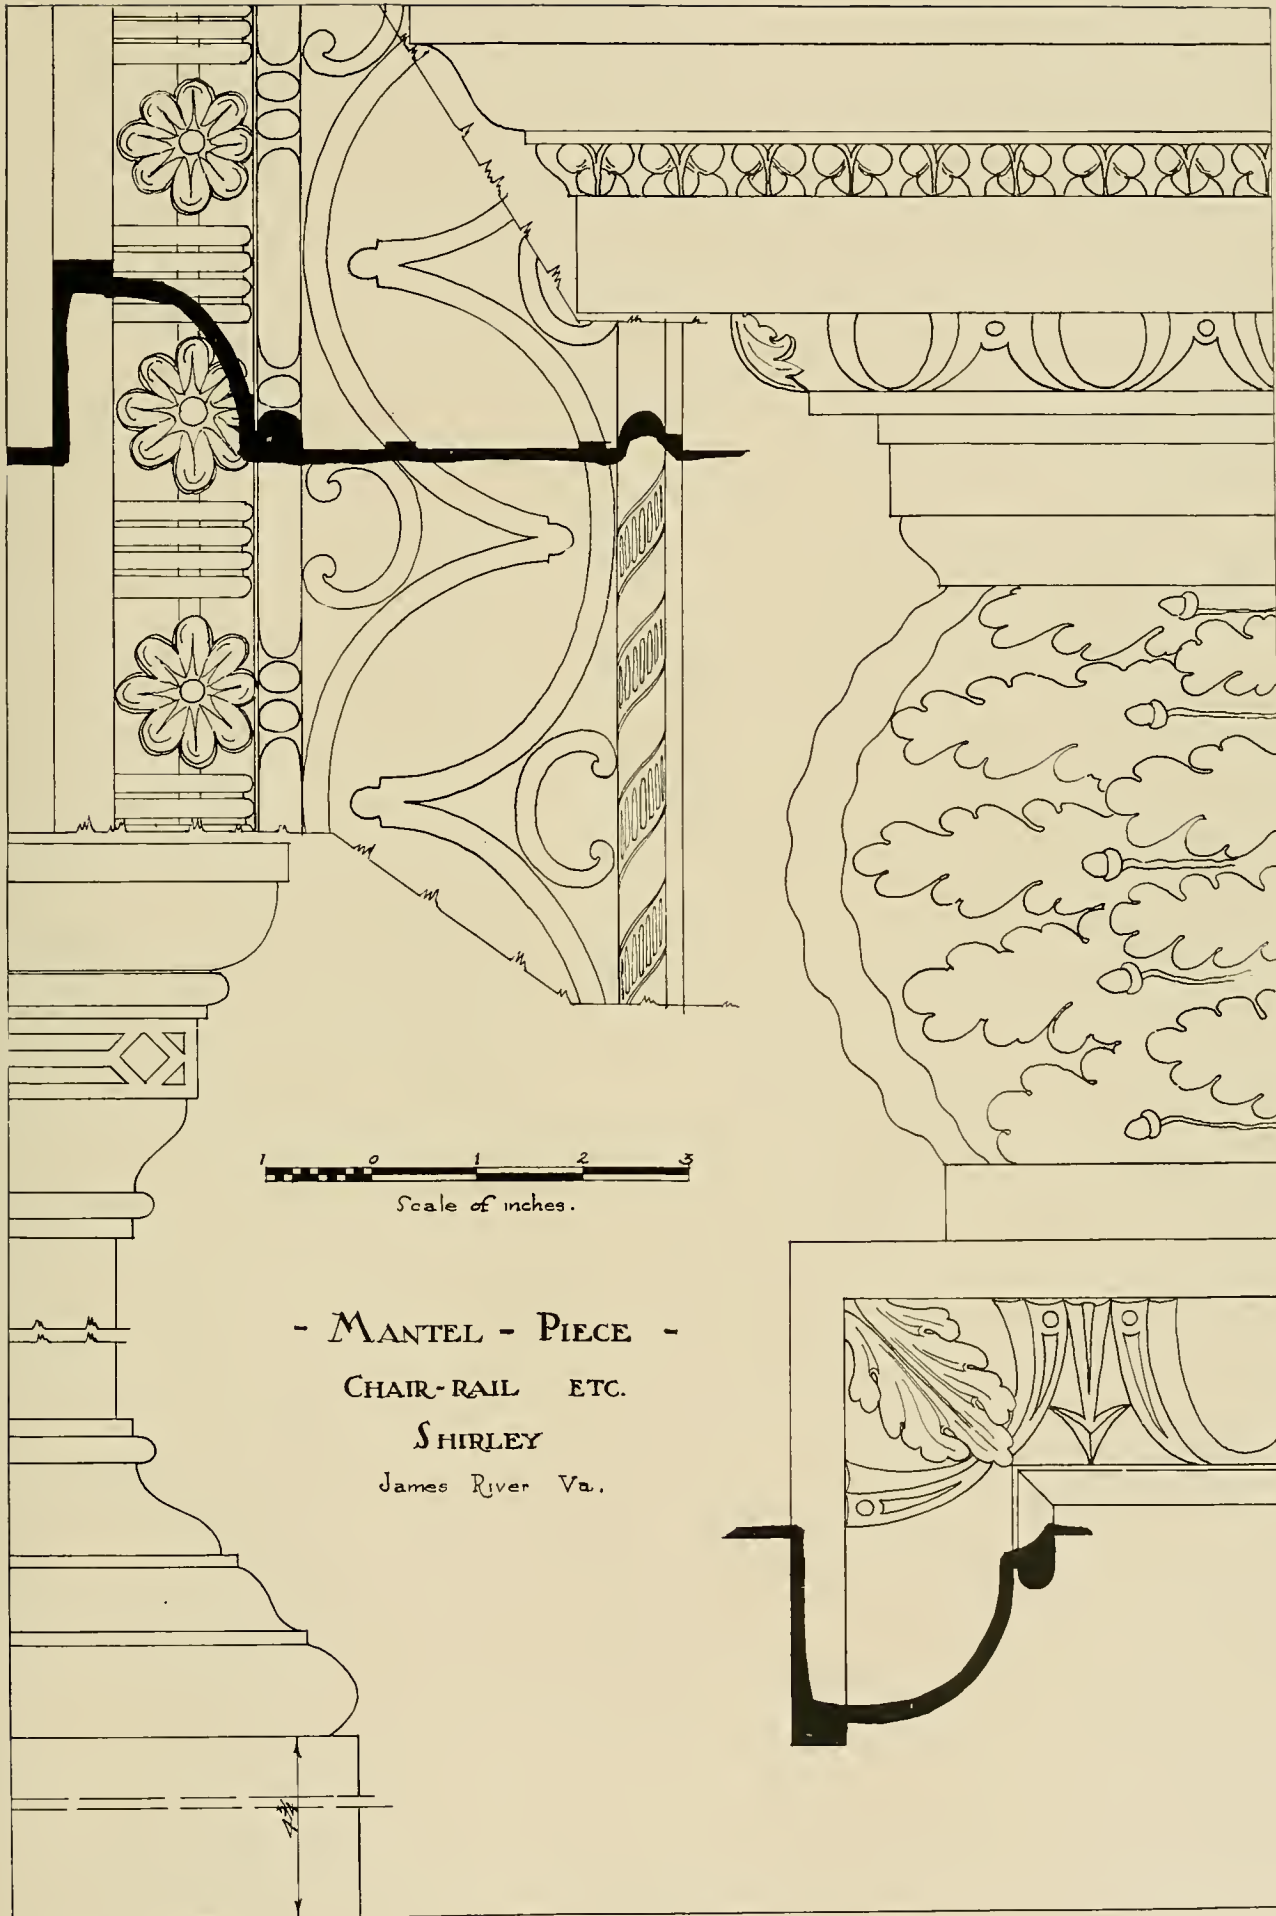 1 0 1 2 3
Scale of inches.
- MANTEL - PIECE -
CHAIR-RAIL ETC.
SHIRLEY
James River Va.